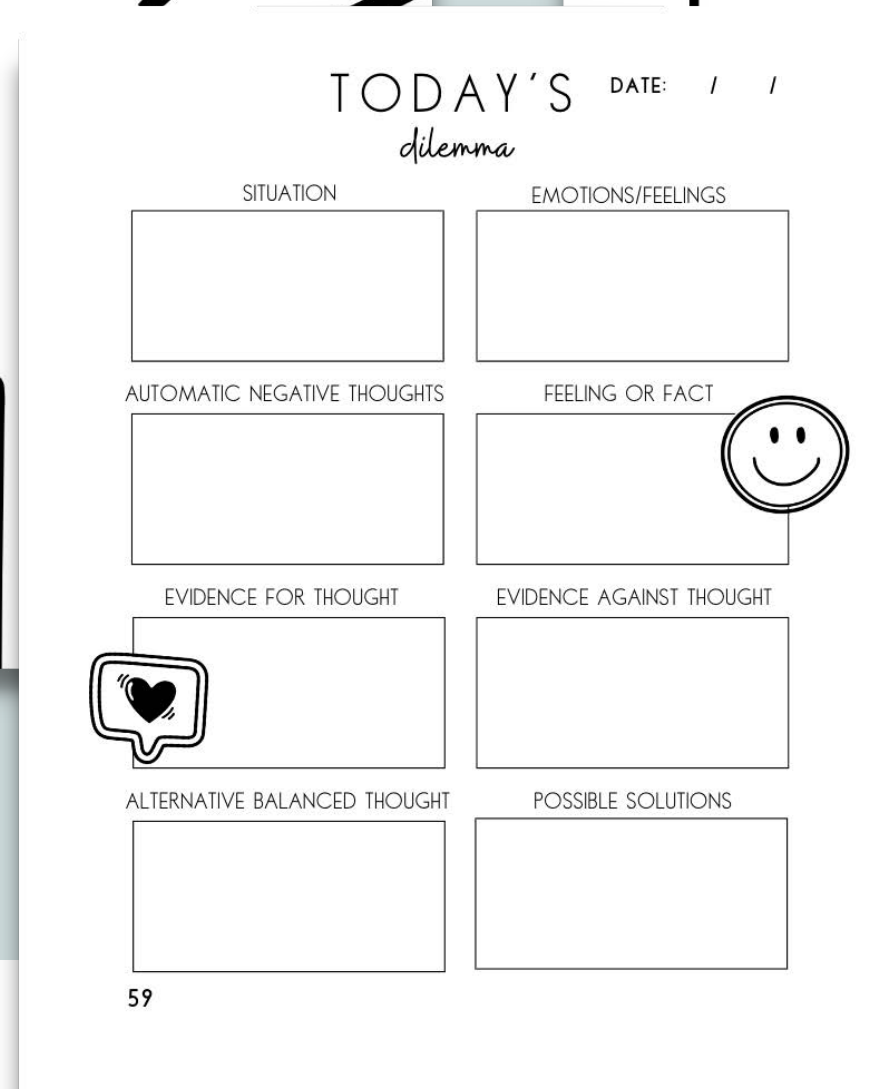 TODAY'S DATE: / /
dilemma
SITUATION EMOTIONS/FEELINGS
AUTOMATIC NEGATIVE THOUGHTS FEELING OR FACT
EVIDENCE FOR THOUGHT EVIDENCE AGAINST THOUGHT
ALTERNATIVE BALANCED THOUGHT POSSIBLE SOLUTIONS
59